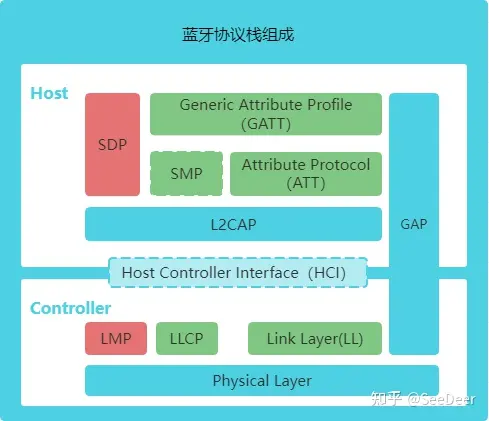 蓝牙协议栈组成
Host
Generic Attribute Profile
（GATT）
SDP
SMP
Attribute Protocol
（ATT）
L2CAP
GAP
Host Controller Interface（HCI）
Controller
LMP
LLCP
Link Layer(LL)
Physical Layer
知乎 @SeeDeer